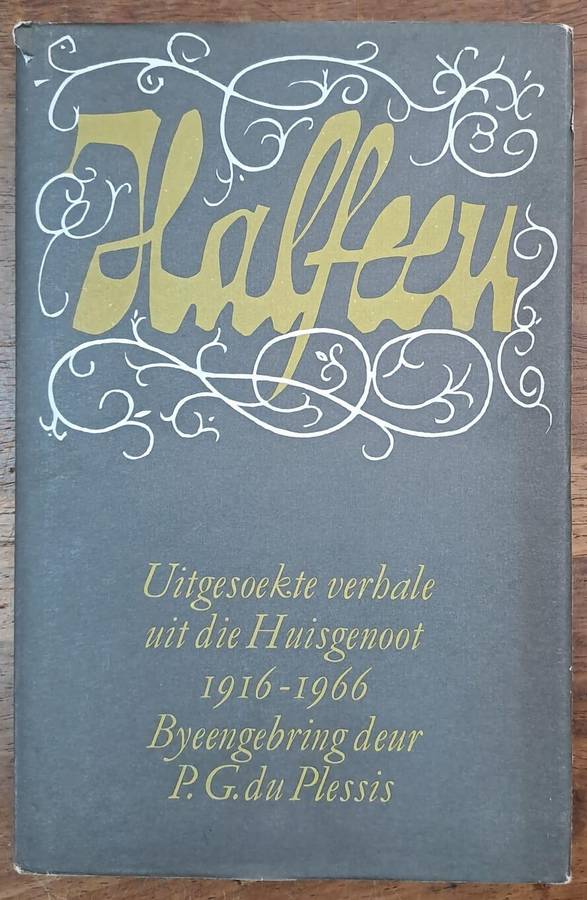 Halfeeu
Uitgesoekte verhale
uit die Huisgenoot
1916-1966
Byeengebring deur
P. G. du Plessis